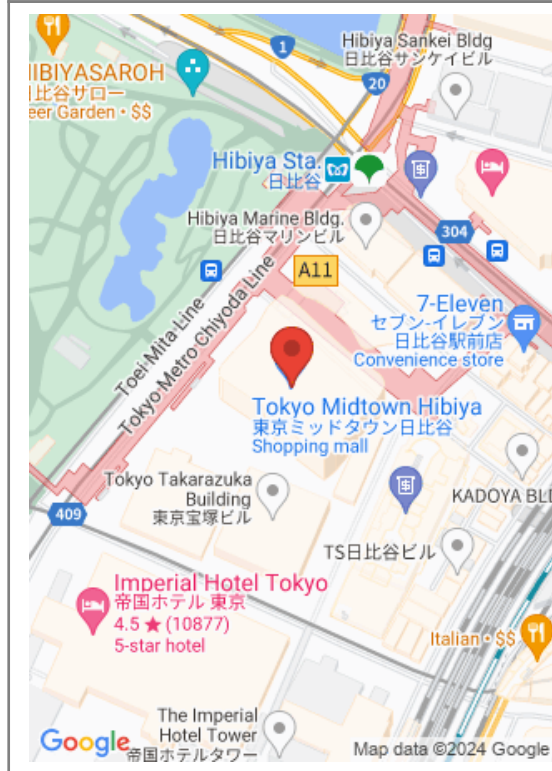 HIBIYASAROH
日比谷サロー
eer Garden • $$
1
20
Hibiya Sankei Bldg
日比谷サンケイビル
Hibiya Sta.
日比谷
Hibiya Marine Bldg.
日比谷マリンビル
304
A11
Toei Mita Line
Tokyo Metro Chiyoda Line
7-Eleven
セブン-イレブン
日比谷駅前店
Convenience store
Tokyo Midtown Hibiya
東京ミッドタウン日比谷
Shopping mall
Tokyo Takarazuka
Building
東京宝塚ビル
KADOYA BL
409
TS日比谷ビル
Imperial Hotel Tokyo
帝国ホテル 東京
4.5 ★ (10877)
5-star hotel
Italian • $$
The Imperial
Hotel Tower
帝国ホテルタワー
Google
Map data ©2024 Google